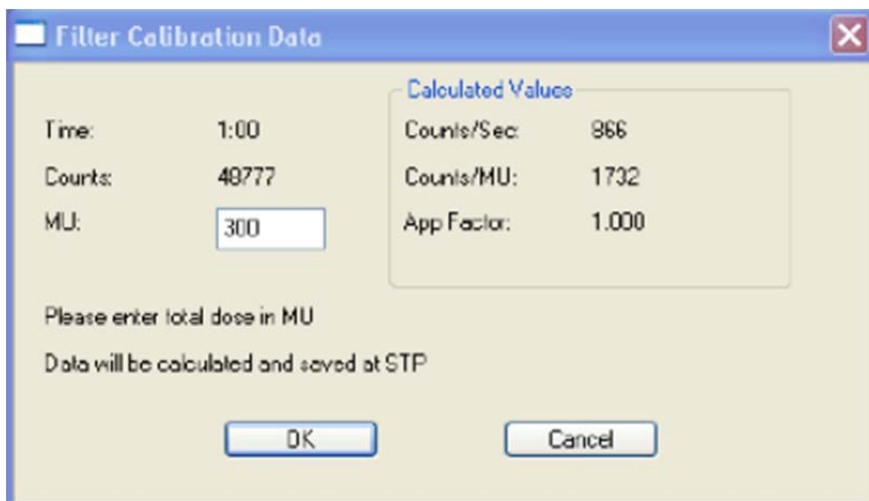 Filter Calibration Data
Calculated Values
Time: 1:00
Counts/Sec: 866
Counts: 48777
Counts/MU: 1732
MU: 300
App Factor: 1.000
Please enter total dose in MU
Data will be calculated and saved at STP
OK
Cancel